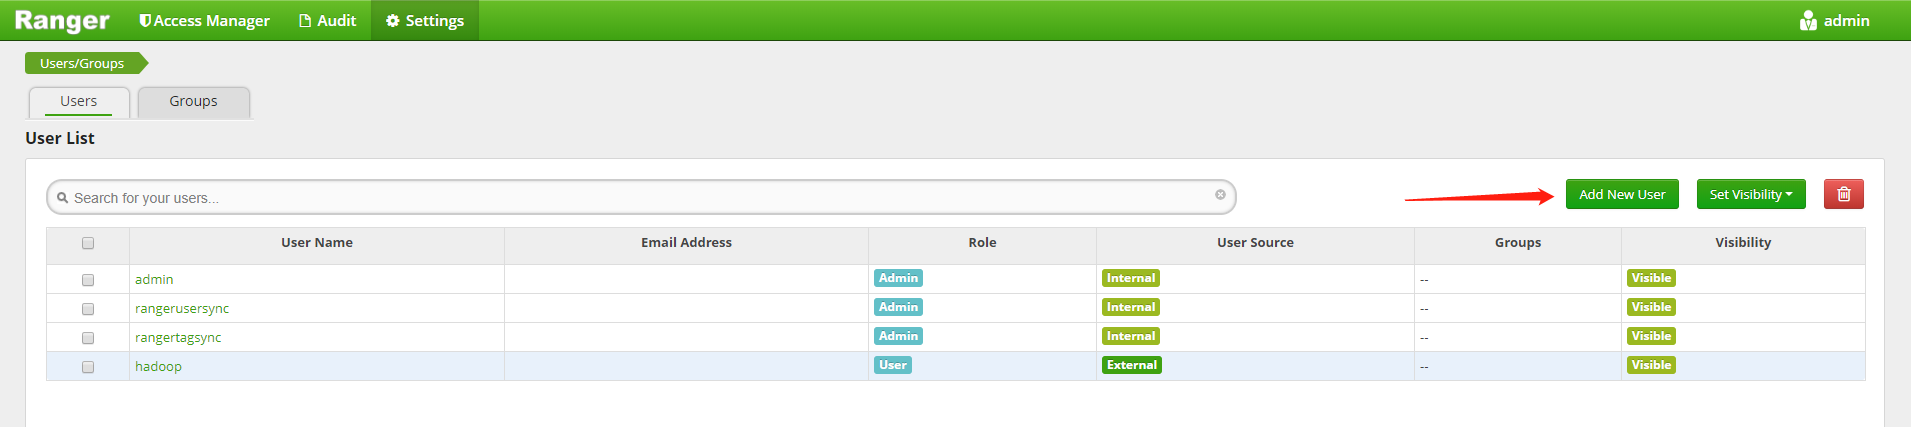 Ranger Access Manager Audit Settings admin
Users/Groups
Users Groups
User List
Search for your users... Add New User Set Visibility
User Name Email Address Role User Source Groups Visibility
admin Admin Internal -- Visible
rangerusersync Admin Internal -- Visible
rangertagsync Admin Internal -- Visible
hadoop User External -- Visible